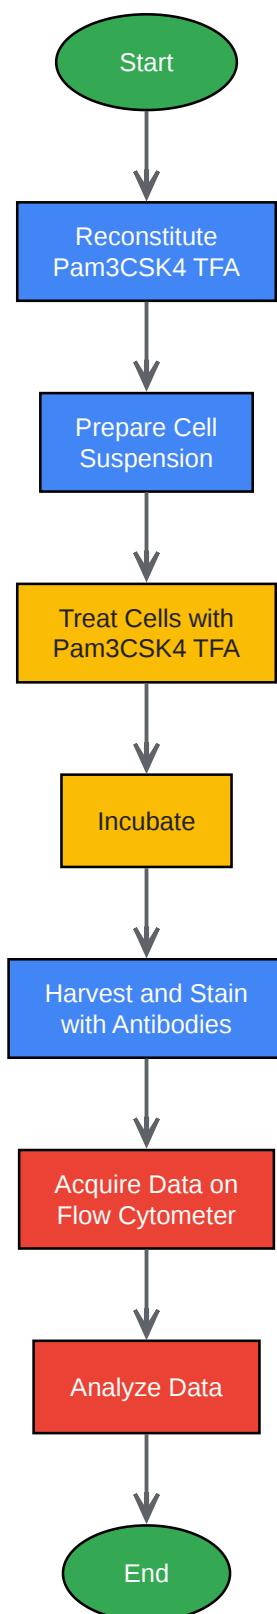 Start
Reconstitute
Pam3CSK4 TFA
Prepare Cell
Suspension
Treat Cells with
Pam3CSK4 TFA
Incubate
Harvest and Stain
with Antibodies
Acquire Data on
Flow Cytometer
Analyze Data
End